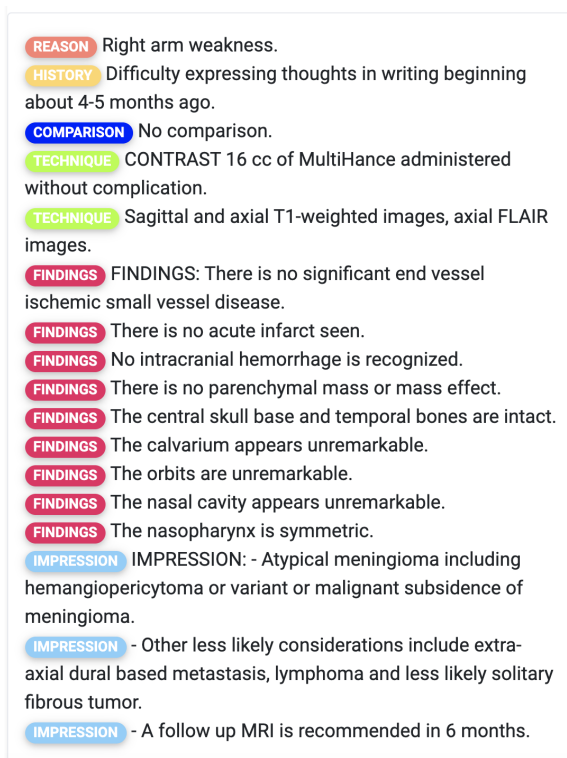 REASON Right arm weakness.
HISTORY Difficulty expressing thoughts in writing beginning
about 4-5 months ago.
COMPARISON No comparison.
TECHNIQUE CONTRAST 16 cc of MultiHance administered
without complication.
TECHNIQUE Sagittal and axial T1-weighted images, axial FLAIR
images.
FINDINGS FINDINGS: There is no significant end vessel
ischemic small vessel disease.
FINDINGS There is no acute infarct seen.
FINDINGS No intracranial hemorrhage is recognized.
FINDINGS There is no parenchymal mass or mass effect.
FINDINGS The central skull base and temporal bones are intact.
FINDINGS The calvarium appears unremarkable.
FINDINGS The orbits are unremarkable.
FINDINGS The nasal cavity appears unremarkable.
FINDINGS The nasopharynx is symmetric.
IMPRESSION IMPRESSION: - Atypical meningioma including
hemangiopericytoma or variant or malignant subsidence of
meningioma.
IMPRESSION - Other less likely considerations include extra-
axial dural based metastasis, lymphoma and less likely solitary
fibrous tumor.
IMPRESSION - A follow up MRI is recommended in 6 months.